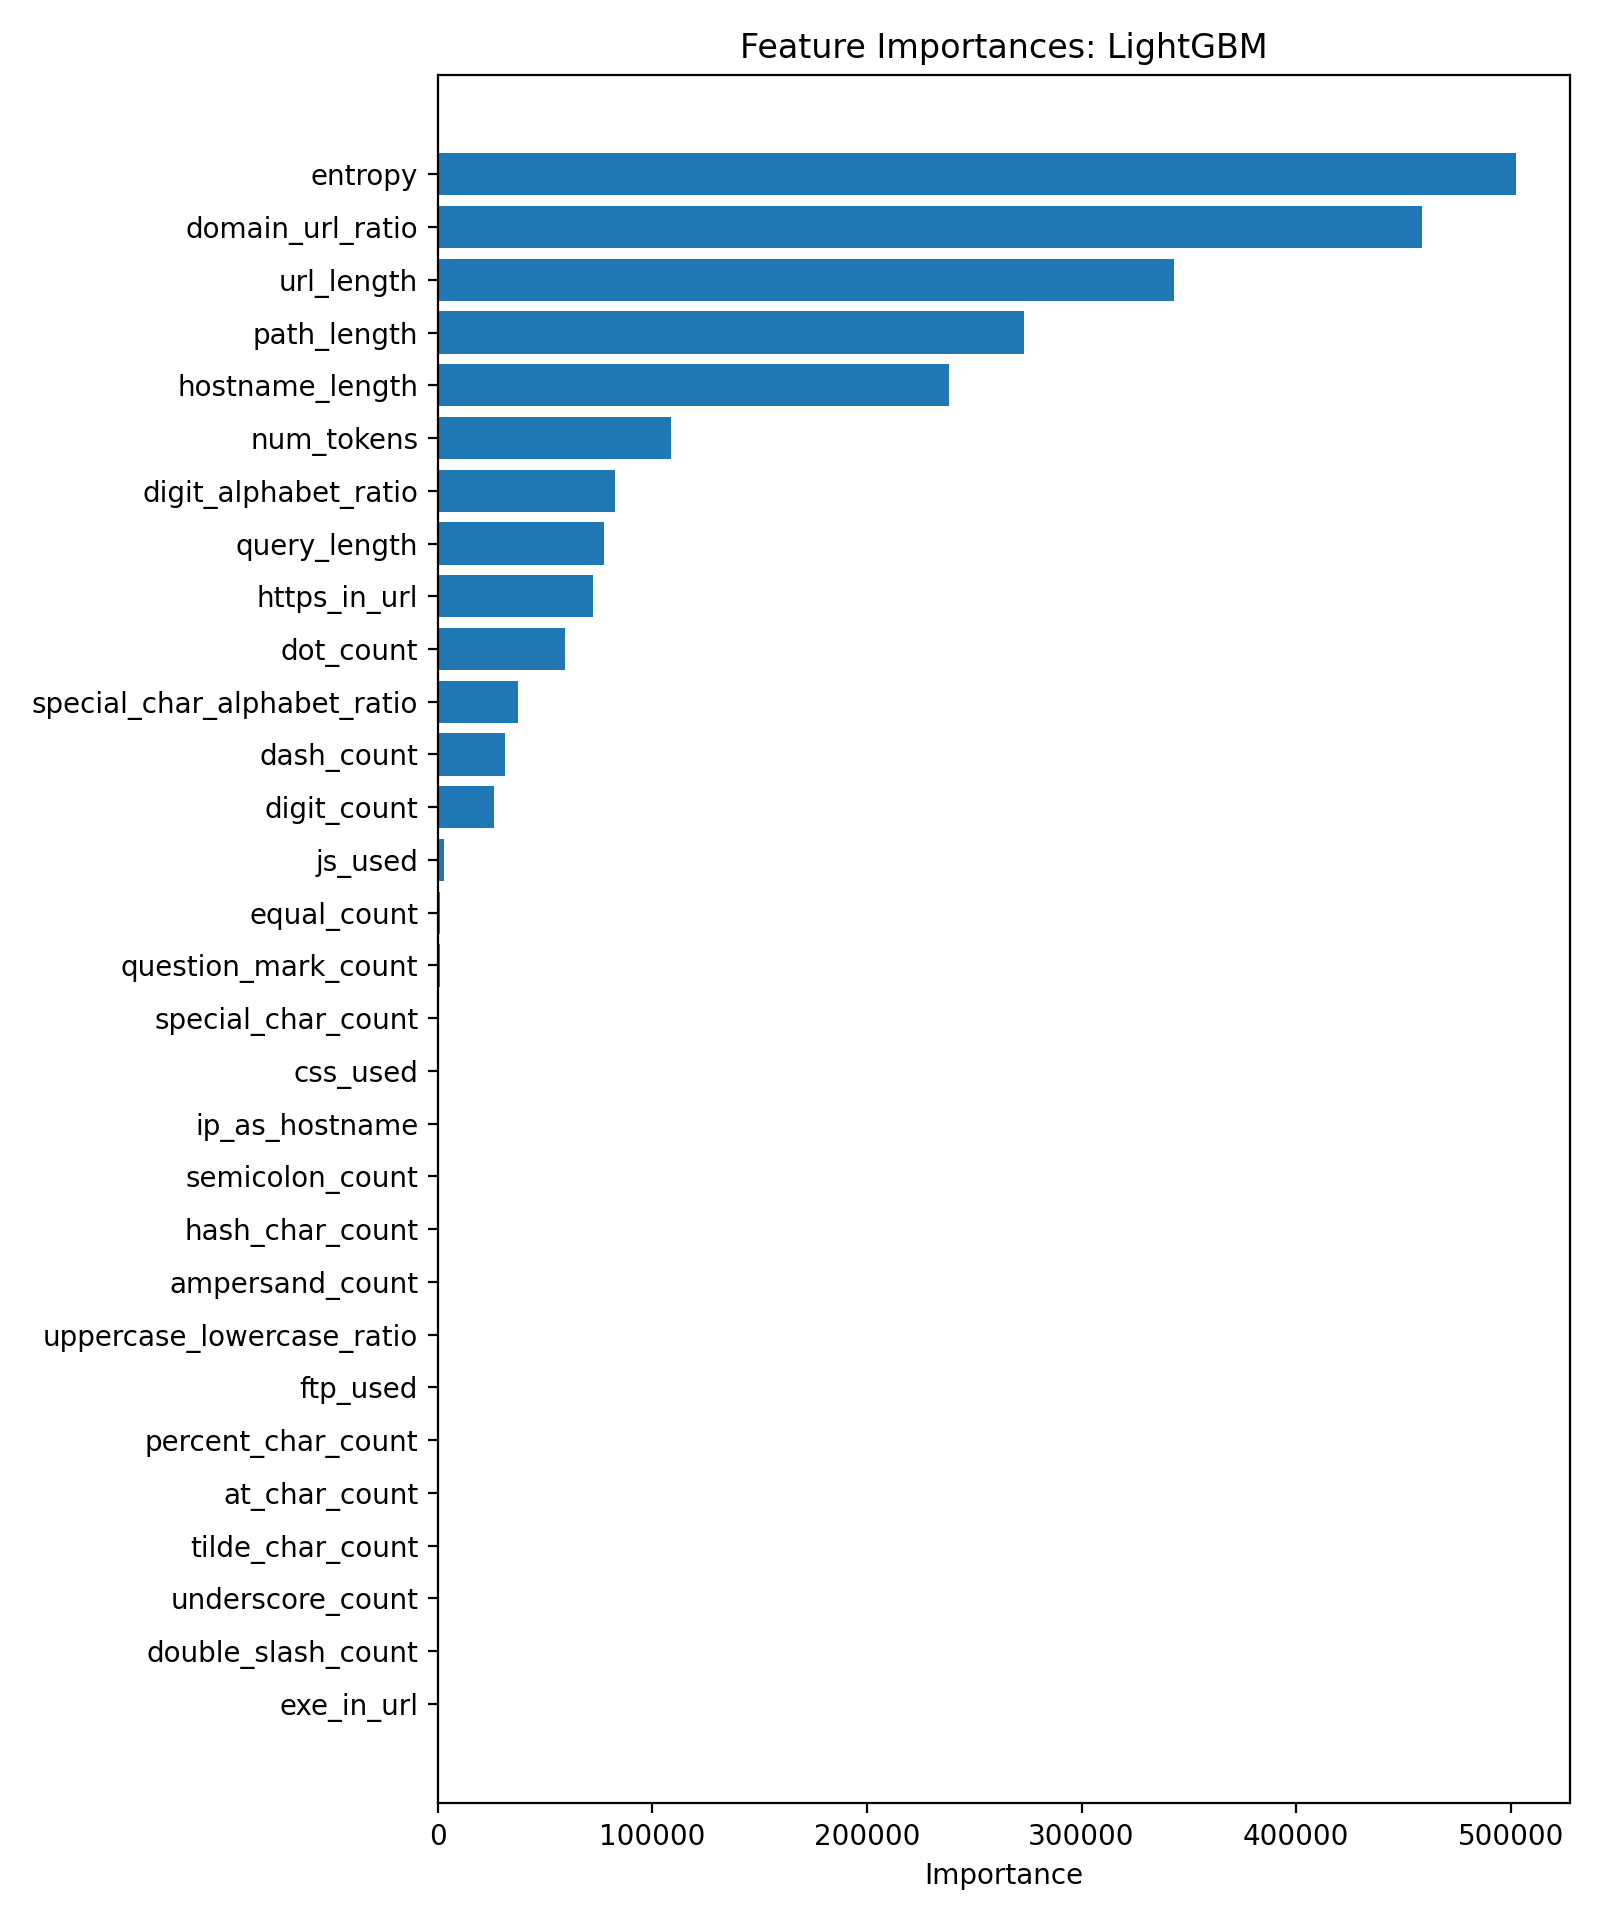 Feature Importances: LightGBM
entropy
domain_url_ratio
url_length
path_length
hostname_length
num_tokens
digit_alphabet_ratio
query_length
https_in_url
dot_count
special_char_alphabet_ratio
dash_count
digit_count
js_used
equal_count
question_mark_count
special_char_count
css_used
ip_as_hostname
semicolon_count
hash_char_count
ampersand_count
uppercase_lowercase_ratio
ftp_used
percent_char_count
at_char_count
tilde_char_count
underscore_count
double_slash_count
exe_in_url
0 100000 200000 300000 400000 500000
Importance